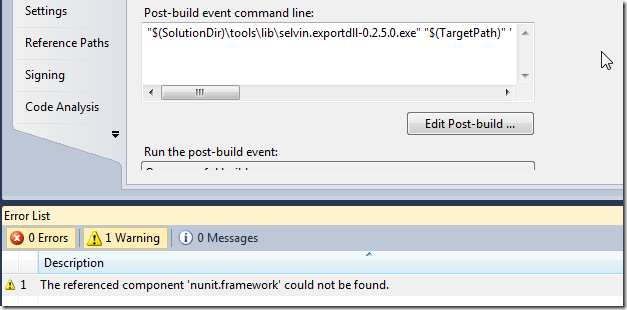 Settings
Post-build event command line:
"$(SolutionDir)\tools\lib\selvin.exportdll-0.2.5.0.exe" "$(TargetPath)" '
Reference Paths
Signing
Code Analysis
Edit Post-build ...
Run the post-build event:
Error List
0 Errors
1 Warning
0 Messages
Description
1 The referenced component 'nunit.framework' could not be found.